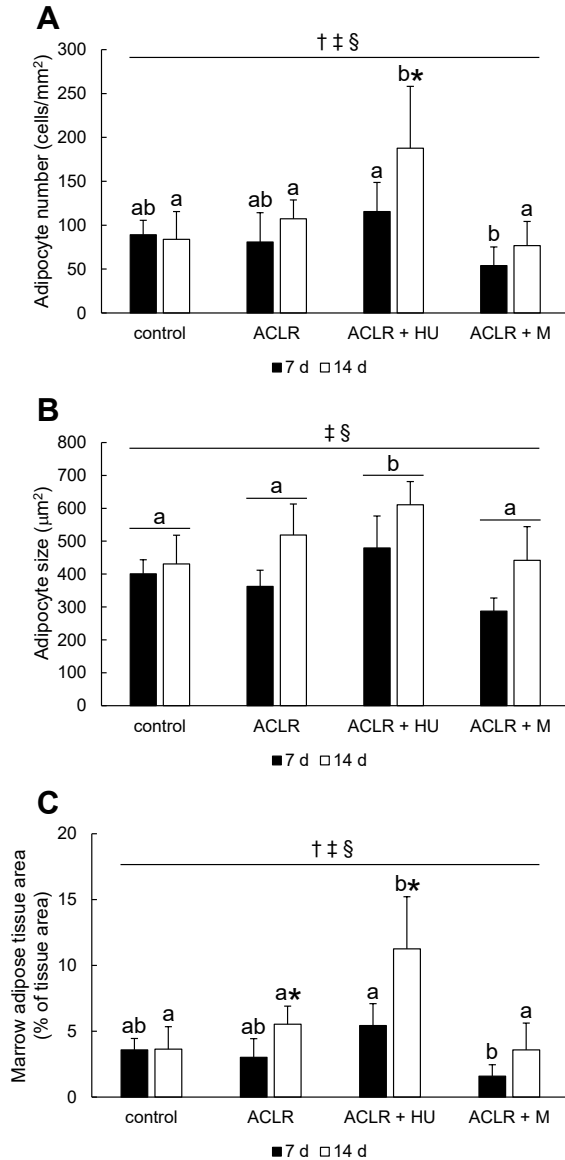 A
† ‡ §
Adipocyte number (cells/mm²)
300
250
200
150
100
50
0
ab a ab a a b* b a
control ACLR ACLR + HU ACLR + M
■ 7 d □ 14 d
B
‡ §
Adipocyte size (μm²)
800
700
600
500
400
300
200
100
0
a a b a
control ACLR ACLR + HU ACLR + M
■ 7 d □ 14 d
C
† ‡ §
Marrow adipose tissue area
(% of tissue area)
20
15
10
5
0
ab a ab a* a b* b a
control ACLR ACLR + HU ACLR + M
■ 7 d □ 14 d